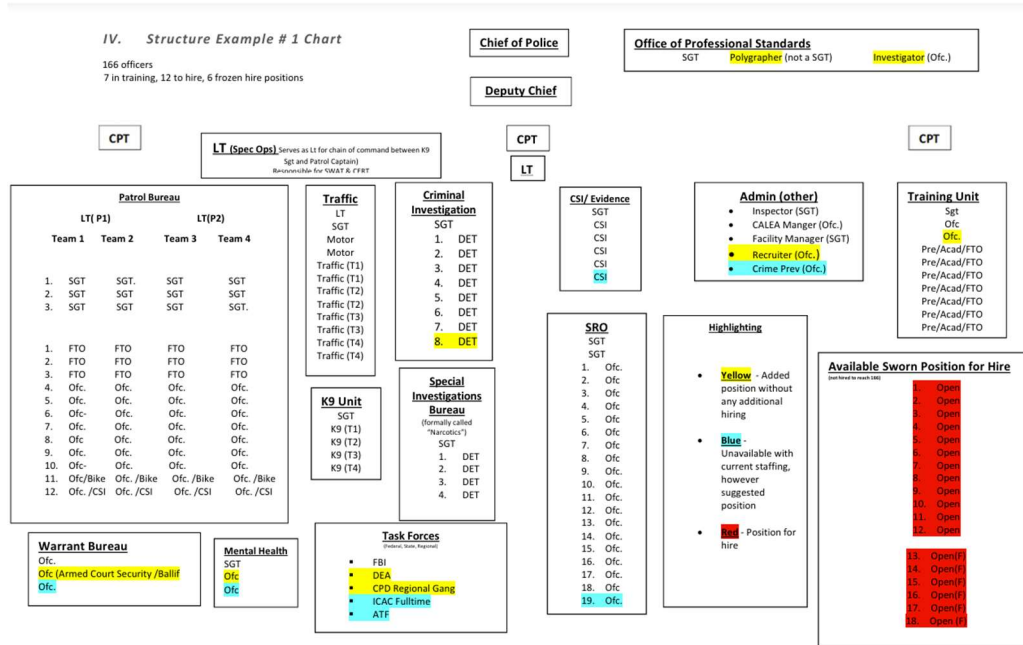 IV. Structure Example # 1 Chart
166 officers
7 in training, 12 to hire, 6 frozen hire positions
Chief of Police
Deputy Chief
Office of Professional Standards
SGT Polygrapher (not a SGT) Investigator (Ofc.)
CPT
LT (Spec Ops) Serves as Lt for chain of command between K9
Sgt and Patrol Captain)
Responsible for SWAT & CERT
CPT
LT
CPT
Patrol Bureau
LT( P1) LT(P2)
Team 1 Team 2 Team 3 Team 4
1. SGT SGT. SGT SGT
2. SGT SGT SGT SGT
3. SGT SGT SGT SGT.
1. FTO FTO FTO FTO
2. FTO FTO FTO FTO
3. FTO FTO FTO FTO
4. Ofc. Ofc. Ofc. Ofc.
5. Ofc. Ofc. Ofc. Ofc.
6. Ofc- Ofc. Ofc. Ofc.
7. Ofc. Ofc. Ofc. Ofc.
8. Ofc Ofc. Ofc. Ofc.
9. Ofc. Ofc. Ofc. Ofc.
10. Ofc- Ofc. Ofc. Ofc.
11. Ofc/Bike Ofc. /Bike Ofc. /Bike Ofc. /Bike
12. Ofc. /CSI Ofc. /CSI Ofc. /CSI Ofc. /CSI
Traffic
LT
SGT
Motor
Motor
Traffic (T1)
Traffic (T1)
Traffic (T2)
Traffic (T2)
Traffic (T3)
Traffic (T3)
Traffic (T4)
Traffic (T4)
K9 Unit
SGT
K9 (T1)
K9 (T2)
K9 (T3)
K9 (T4)
Criminal
Investigation
SGT
1. DET
2. DET
3. DET
4. DET
5. DET
6. DET
7. DET
8. DET
Special
Investigations
Bureau
(formally called
"Narcotics")
SGT
1. DET
2. DET
3. DET
4. DET
CSI/ Evidence
SGT
CSI
CSI
CSI
CSI
CSI
SRO
SGT
SGT
1. Ofc.
2. Ofc
3. Ofc.
4. Ofc
5. Ofc.
6. Ofc
7. Ofc.
8. Ofc
9. Ofc.
10. Ofc.
11. Ofc.
12. Ofc.
13. Ofc.
14. Ofc.
15. Ofc.
16. Ofc.
17. Ofc.
18. Ofc
19. Ofc.
Admin (other)
• Inspector (SGT)
• CALEA Manger (Ofc.)
• Facility Manager (SGT)
• Recruiter (Ofc.)
• Crime Prev (Ofc.)
Highlighting
• Yellow - Added
position without
any additional
hiring
• Blue -
Unavailable with
current staffing,
however
suggested
position
• Red - Position for
hire
Training Unit
Sgt
Ofc
Ofc.
Pre/Acad/FTO
Pre/Acad/FTO
Pre/Acad/FTO
Pre/Acad/FTO
Pre/Acad/FTO
Pre/Acad/FTO
Pre/Acad/FTO
Available Sworn Position for Hire
(not hired to reach 186)
1. Open
2. Open
3. Open
4. Open
5. Open
6. Open
7. Open
8. Open
9. Open
10. Open
11. Open
12. Open
13. Open(F)
14. Open(F)
15. Open(F)
16. Open(F)
17. Open(F)
18. Open (F)
Warrant Bureau
Ofc.
Ofc (Armed Court Security /Ballif
Ofc.
Mental Health
SGT
Ofc
Ofc
Task Forces
(Federal, State, Regional)
▪ FBI
▪ DEA
▪ CPD Regional Gang
▪ ICAC Fulltime
▪ ATF